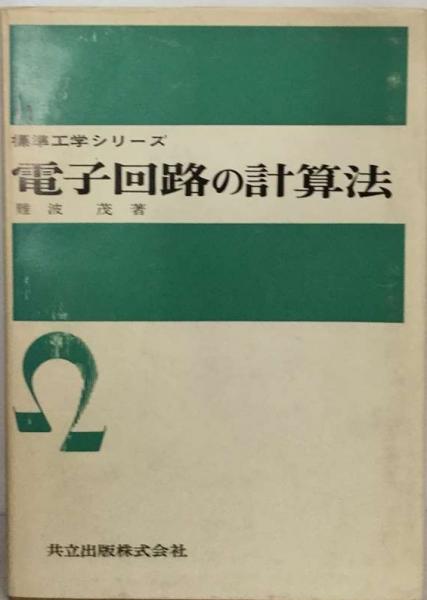 標準工学シリーズ
電子回路の計算法
難波 茂 著
Ω
共立出版株式会社